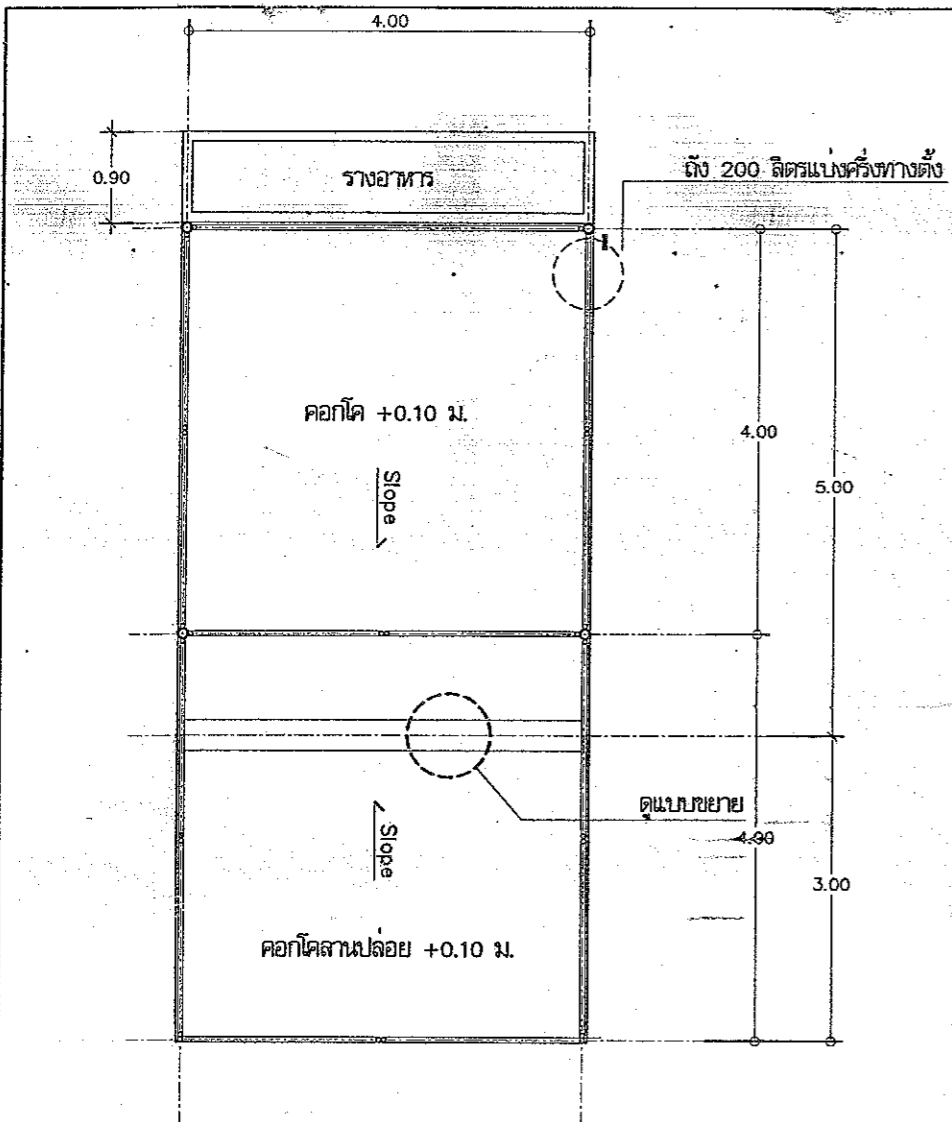 4.00
0.90
รางอาหาร
ถัง 200 ลิตรแบ่งครึ่งทางตั้ง
คอกโค +0.10 ม.
4.00
Slope
5.00
ดูแบบขยาย
Slope
4.00
3.00
คอกโคลานปล่อย +0.10 ม.